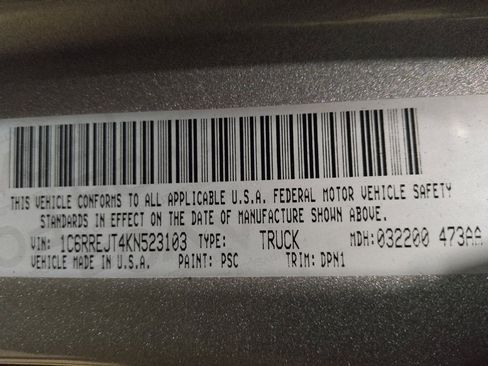 THIS VEHICLE CONFORMS TO ALL APPLICABLE U.S.A. FEDERAL MOTOR VEHICLE SAFETY
STANDARDS IN EFFECT ON THE DATE OF MANUFACTURE SHOWN ABOVE.
VIN: 1C6RREJT4KN523103 TYPE: TRUCK MDH: 032200 473AA
VEHICLE MADE IN U.S.A. PAINT: PSC TRIM: DPN1